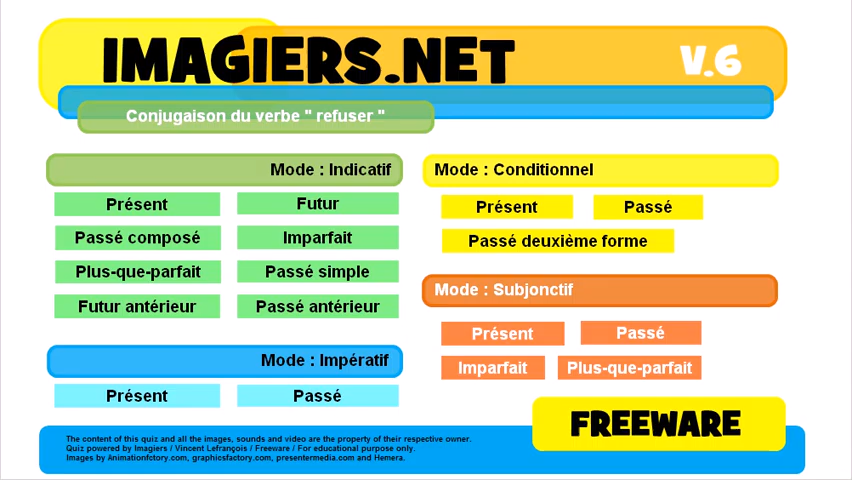 IMAGIERS.NET
V.6
Conjugaison du verbe " refuser "
Mode : Indicatif
Présent
Futur
Passé composé
Imparfait
Plus-que-parfait
Passé simple
Futur antérieur
Passé antérieur
Mode : Impératif
Présent
Passé
Mode : Conditionnel
Présent
Passé
Passé deuxième forme
Mode : Subjonctif
Présent
Passé
Imparfait
Plus-que-parfait
FREEWARE
The content of this quiz and all the images, sounds and video are the property of their respective owner.
Quiz powered by Imagiers / Vincent Lefrançois / Freeware / For educational purpose only.
Images by Animationfctory.com, graphicsfactory.com, presentermedia.com and Hemera.